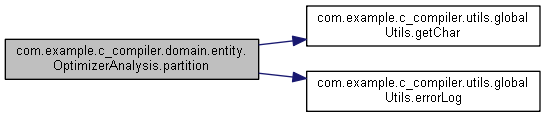 com.example.c_compiler.domain.entity.
OptimizerAnalysis.partition
com.example.c_compiler.utils.global
Utils.getChar
com.example.c_compiler.utils.global
Utils.errorLog